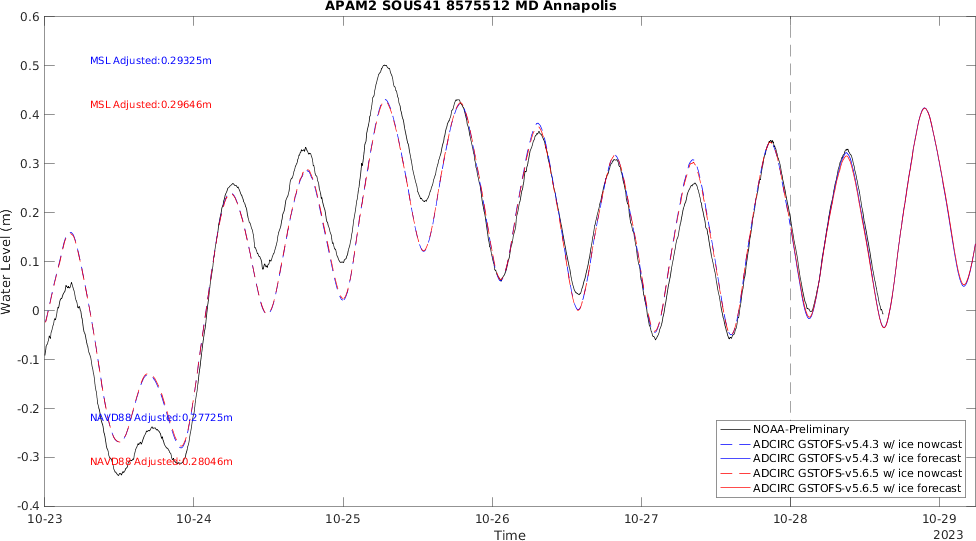 APAM2 SOUS41 8575512 MD Annapolis
0.6
0.5
0.4
0.3
0.2
0.1
0
-0.1
-0.2
-0.3
-0.4
Water Level (m)
MSL Adjusted:0.29325m
MSL Adjusted:0.29646m
NAVD88 Adjusted:0.27725m
NAVD88 Adjusted:0.28046m
NOAA-Preliminary
ADCIRC GSTOFS-v5.4.3 w/ ice nowcast
ADCIRC GSTOFS-v5.4.3 w/ ice forecast
ADCIRC GSTOFS-v5.6.5 w/ ice nowcast
ADCIRC GSTOFS-v5.6.5 w/ ice forecast
10-23 10-24 10-25 10-26 10-27 10-28 10-29
2023
Time